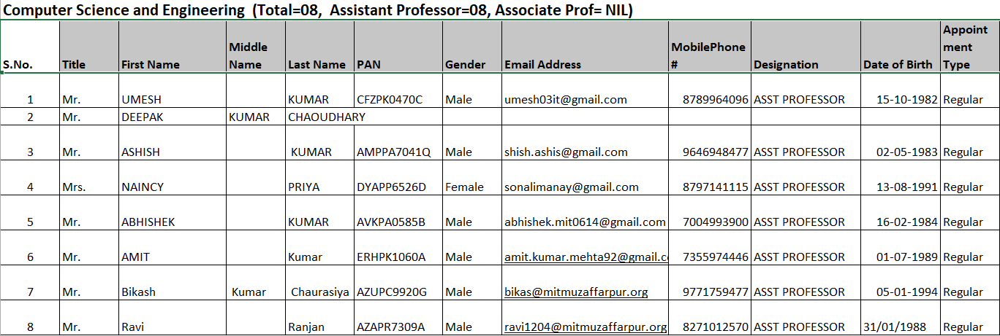 Computer Science and Engineering (Total=08, Assistant Professor=08, Associate Prof= NIL)
S.No. Title First Name Middle Name Last Name PAN Gender Email Address MobilePhone # Designation Date of Birth Appoint ment Type
1 Mr. UMESH KUMAR CFZPK0470C Male umesh03it@gmail.com 8789964096 ASST PROFESSOR 15-10-1982 Regular
2 Mr. DEEPAK KUMAR CHAOUDHARY
3 Mr. ASHISH KUMAR AMPPA7041Q Male shish.ashis@gmail.com 9646948477 ASST PROFESSOR 02-05-1983 Regular
4 Mrs. NAINCY PRIYA DYAPP6526D Female sonalimanay@gmail.com 8797141115 ASST PROFESSOR 13-08-1991 Regular
5 Mr. ABHISHEK KUMAR AVKPA0585B Male abhishek.mit0614@gmail.com 7004993900 ASST PROFESSOR 16-02-1984 Regular
6 Mr. AMIT Kumar ERHPK1060A Male amit.kumar.mehta92@gmail.c 7355974446 ASST PROFESSOR 01-07-1989 Regular
7 Mr. Bikash Kumar Chaurasiya AZUPC9920G Male bikas@mitmuzaffarpur.org 9771759477 ASST PROFESSOR 05-01-1994 Regular
8 Mr. Ravi Ranjan AZAPR7309A Male ravi1204@mitmuzaffarpur.org 8271012570 ASST PROFESSOR 31/01/1988 Regular